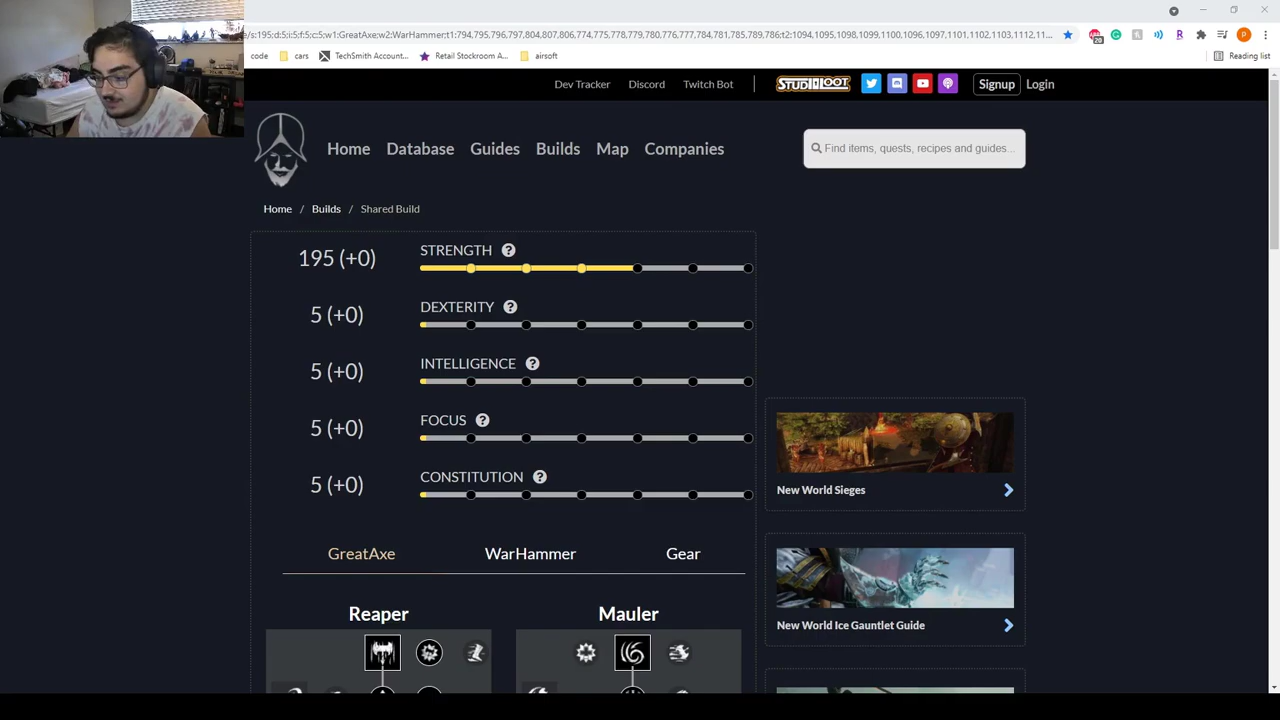 e/s:195;d:5;i:5;f:5;c:5;w1:GreatAxe;w2:WarHammer;t1:794,795,796,797,804,807,806,774,775,778,779,780,776,777,784,781,785,789,786;t2:1094,1095,1098,1099,1100,1096,1097,1101,1102,1103,1112,11...
20
P
code
cars
TechSmith Account...
Retail Stockroom A...
airsoft
Reading list
Dev Tracker
Discord
Twitch Bot
STUDIOLOOT
Signup
Login
Home
Database
Guides
Builds
Map
Companies
Find items, quests, recipes and guides...
Home / Builds / Shared Build
195 (+0)
STRENGTH ?
5 (+0)
DEXTERITY ?
5 (+0)
INTELLIGENCE ?
5 (+0)
FOCUS ?
5 (+0)
CONSTITUTION ?
New World Sieges
GreatAxe
WarHammer
Gear
New World Ice Gauntlet Guide
Reaper
Mauler